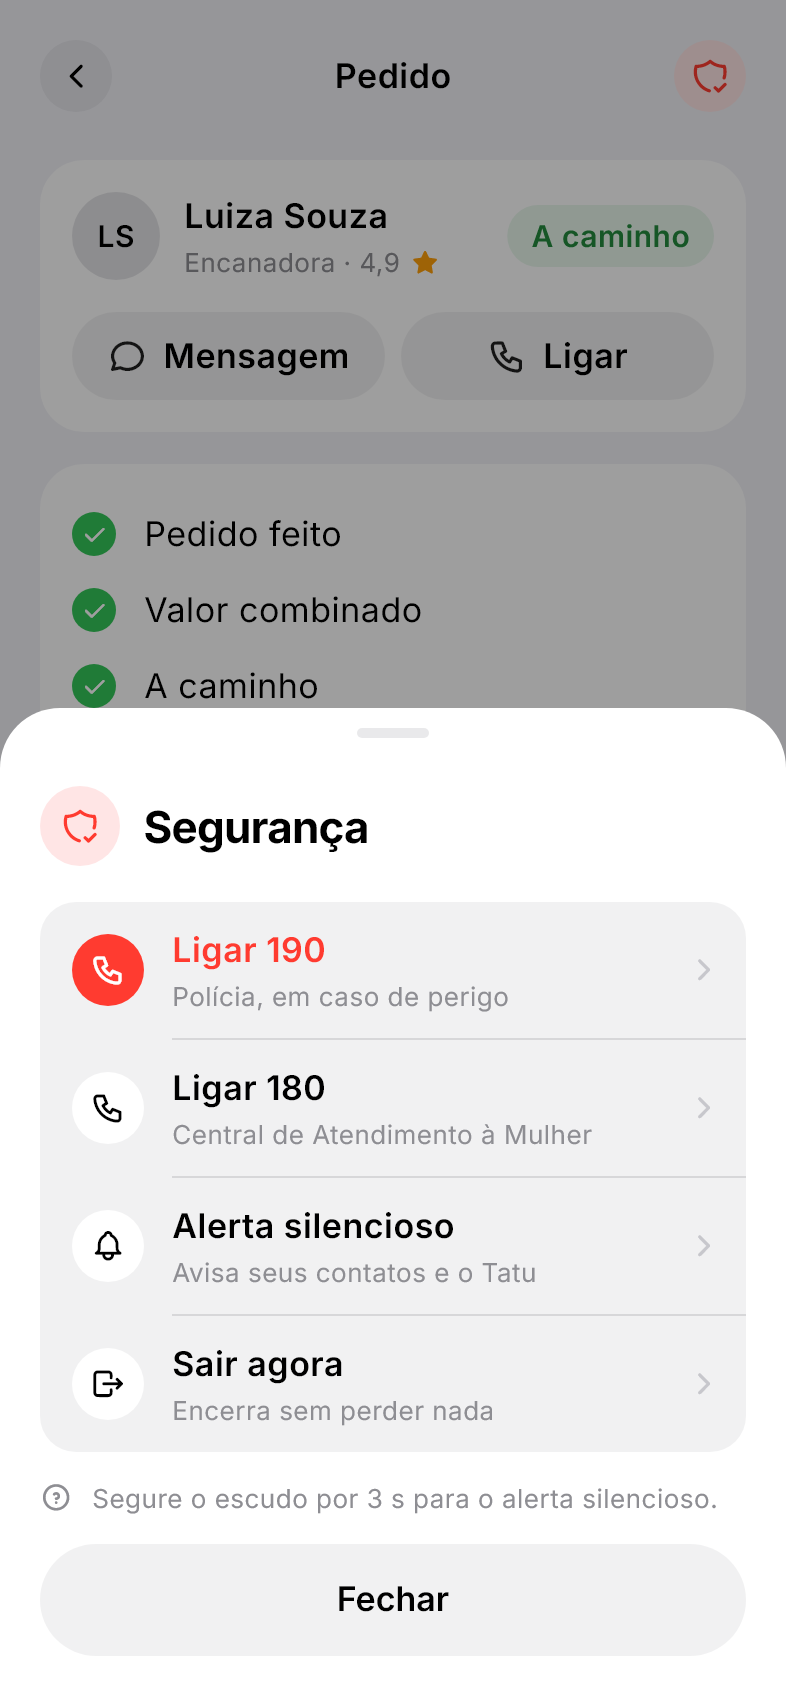 Pedido
LS
Luiza Souza
Encanadora · 4,9
A caminho
Mensagem
Ligar
Pedido feito
Valor combinado
A caminho
Segurança
Ligar 190
Polícia, em caso de perigo
Ligar 180
Central de Atendimento à Mulher
Alerta silencioso
Avisa seus contatos e o Tatu
Sair agora
Encerra sem perder nada
Segure o escudo por 3 s para o alerta silencioso.
Fechar